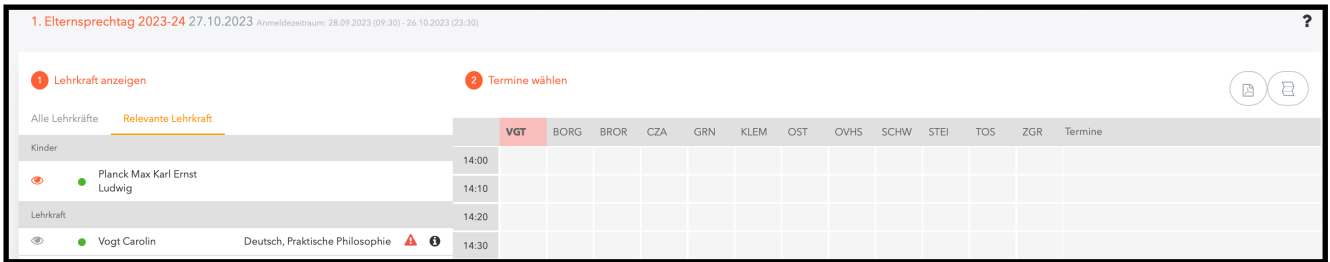 1. Elternsprechtag 2023-24 27.10.2023 Anmeldezeitraum: 28.09.2023 (09:30) - 26.10.2023 (23:30)
?
1 Lehrkraft anzeigen
Alle Lehrkräfte Relevante Lehrkraft
Kinder
Planck Max Karl Ernst
Ludwig
Lehrkraft
Vogt Carolin Deutsch, Praktische Philosophie
2 Termine wählen
VGT BORG BROR CZA GRN KLEM OST OVHS SCHW STEI TOS ZGR Termine
14:00
14:10
14:20
14:30